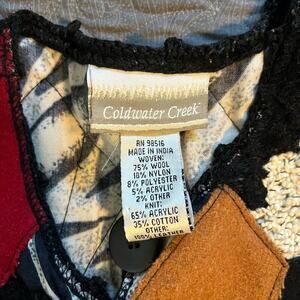 Coldwater Creek
RN 98516
MADE IN INDIA
WOVEN:
75% WOOL
10% NYLON
8% POLYESTER
5% ACRYLIC
2% OTHER
KNIT:
65% ACRYLIC
35% COTTON
OTHER:
100% LEATHER